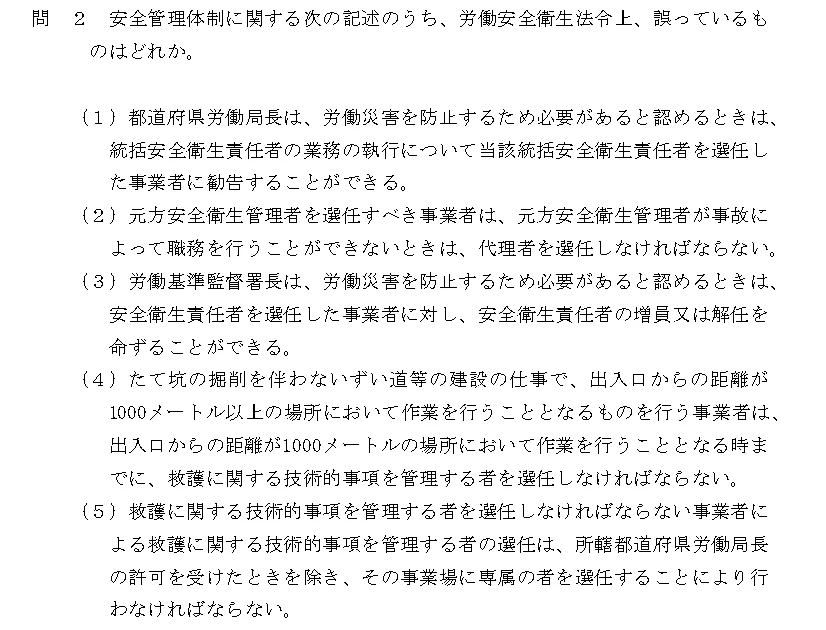 問　２　安全管理体制に関する次の記述のうち、労働安全衛生法令上、誤っているも
のはどれか。
（１）都道府県労働局長は、労働災害を防止するため必要があると認めるときは、
統括安全衛生責任者の業務の執行について当該統括安全衛生責任者を選任し
た事業者に勧告することができる。
（２）元方安全衛生管理者を選任すべき事業者は、元方安全衛生管理者が事故に
よって職務を行うことができないときは、代理者を選任しなければならない。
（３）労働基準監督署長は、労働災害を防止するため必要があると認めるときは、
安全衛生責任者を選任した事業者に対し、安全衛生責任者の増員又は解任を
命ずることができる。
（４）たて坑の掘削を伴わないずい道等の建設の仕事で、出入口からの距離が
1000メートル以上の場所において作業を行うこととなるものを行う事業者は、
出入口からの距離が1000メートルの場所において作業を行うこととなる時ま
でに、救護に関する技術的事項を管理する者を選任しなければならない。
（５）救護に関する技術的事項を管理する者を選任しなければならない事業者に
よる救護に関する技術的事項を管理する者の選任は、所轄都道府県労働局長
の許可を受けたときを除き、その事業場に専属の者を選任することにより行
わなければならない。